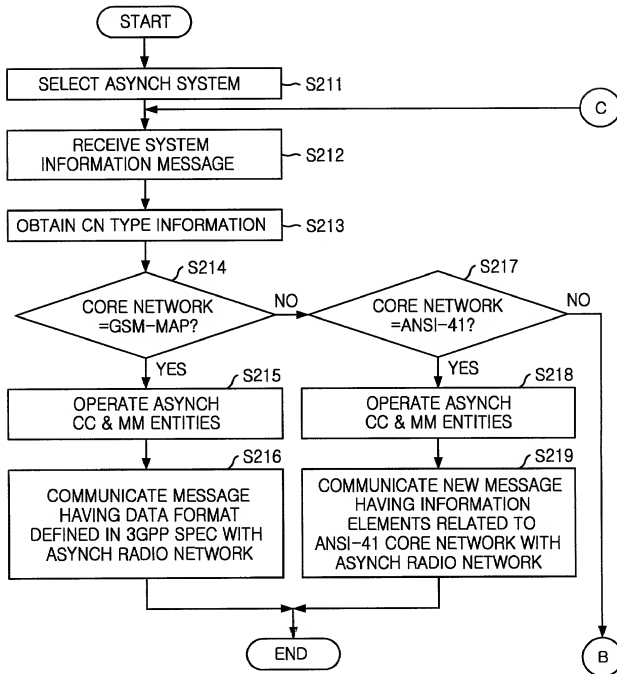 START
SELECT ASYNCH SYSTEM
S211
C
RECEIVE SYSTEM
INFORMATION MESSAGE
S212
OBTAIN CN TYPE INFORMATION
S213
S214
CORE NETWORK
=GSM-MAP?
NO
YES
S217
CORE NETWORK
=ANSI-41?
NO
YES
S215
OPERATE ASYNCH
CC & MM ENTITIES
S218
OPERATE ASYNCH
CC & MM ENTITIES
S216
COMMUNICATE MESSAGE
HAVING DATA FORMAT
DEFINED IN 3GPP SPEC WITH
ASYNCH RADIO NETWORK
S219
COMMUNICATE NEW MESSAGE
HAVING INFORMATION
ELEMENTS RELATED TO
ANSI-41 CORE NETWORK WITH
ASYNCH RADIO NETWORK
END
B